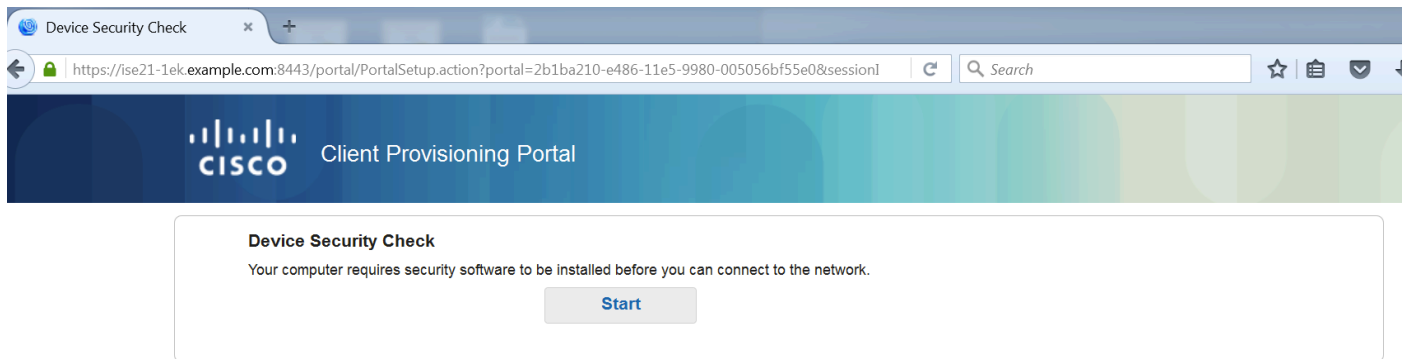 Device Security Check
https://ise21-1ek.example.com:8443/portal/PortalSetup.action?portal=2b1ba210-e486-11e5-9980-005056bf55e0&sessionI
Search
CISCO
Client Provisioning Portal
Device Security Check
Your computer requires security software to be installed before you can connect to the network.
Start